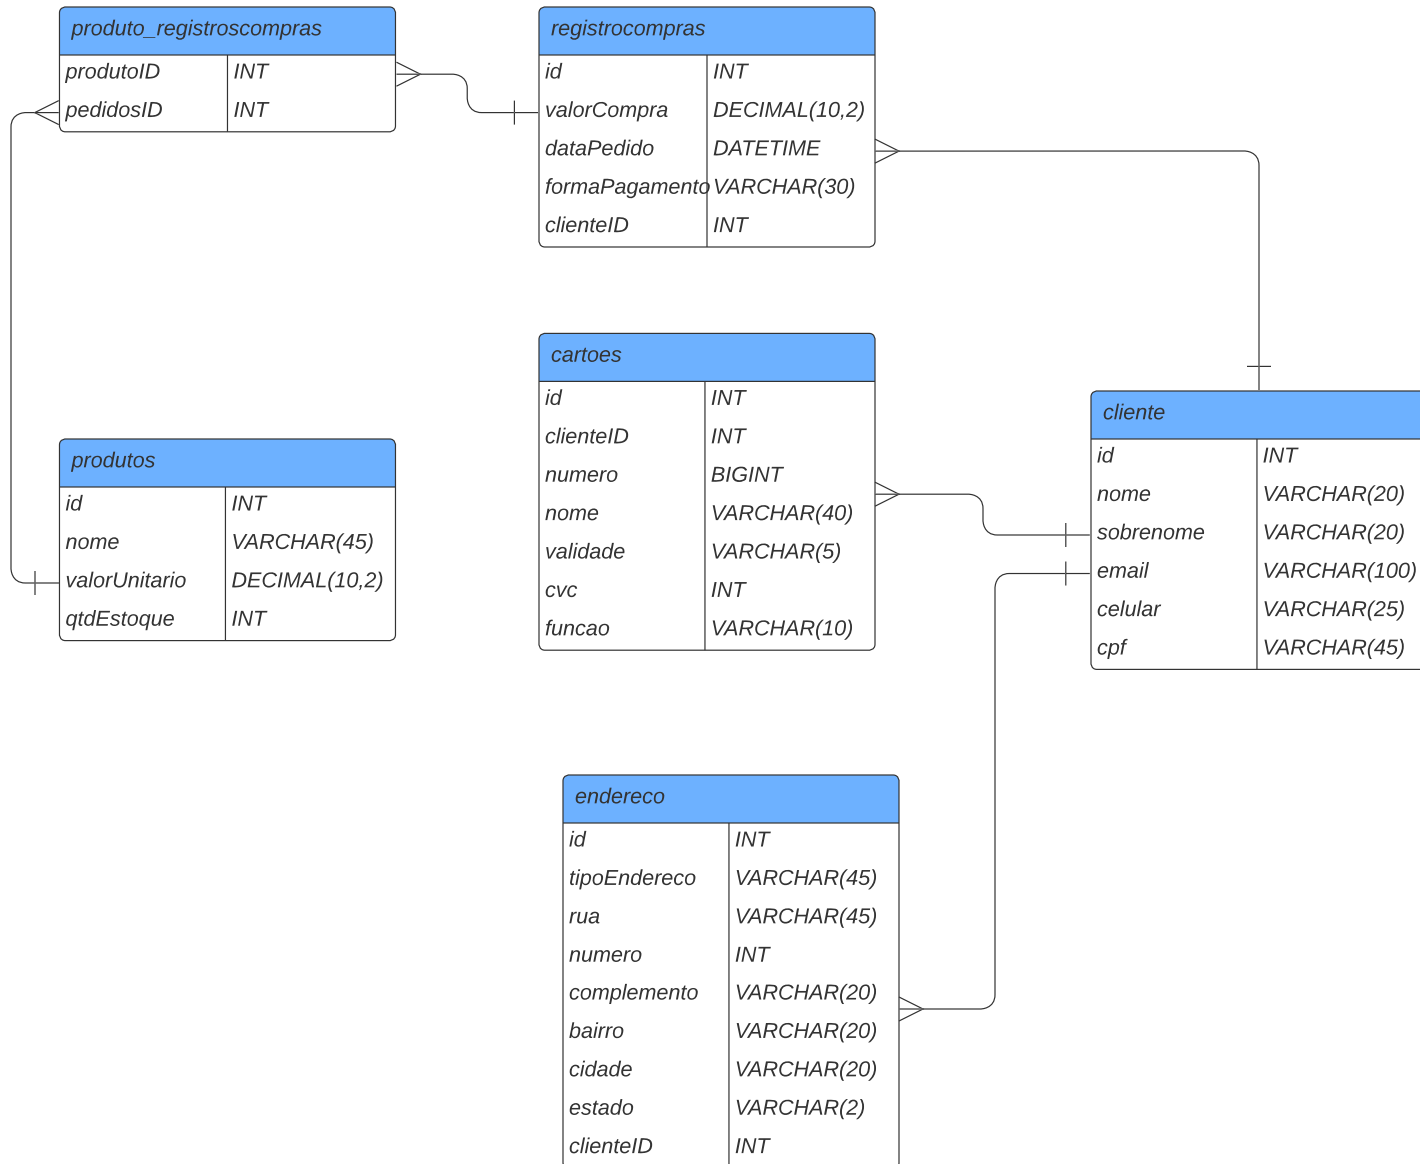 produto_registroscompras
produtoID INT
pedidosID INT
registrocompras
id INT
valorCompra DECIMAL(10,2)
dataPedido DATETIME
formaPagamento VARCHAR(30)
clienteID INT
cartoes
id INT
clienteID INT
numero BIGINT
nome VARCHAR(40)
validade VARCHAR(5)
cvc INT
funcao VARCHAR(10)
cliente
id INT
nome VARCHAR(20)
sobrenome VARCHAR(20)
email VARCHAR(100)
celular VARCHAR(25)
cpf VARCHAR(45)
produtos
id INT
nome VARCHAR(45)
valorUnitario DECIMAL(10,2)
qtdEstoque INT
endereco
id INT
tipoEndereco VARCHAR(45)
rua VARCHAR(45)
numero INT
complemento VARCHAR(20)
bairro VARCHAR(20)
cidade VARCHAR(20)
estado VARCHAR(2)
clienteID INT